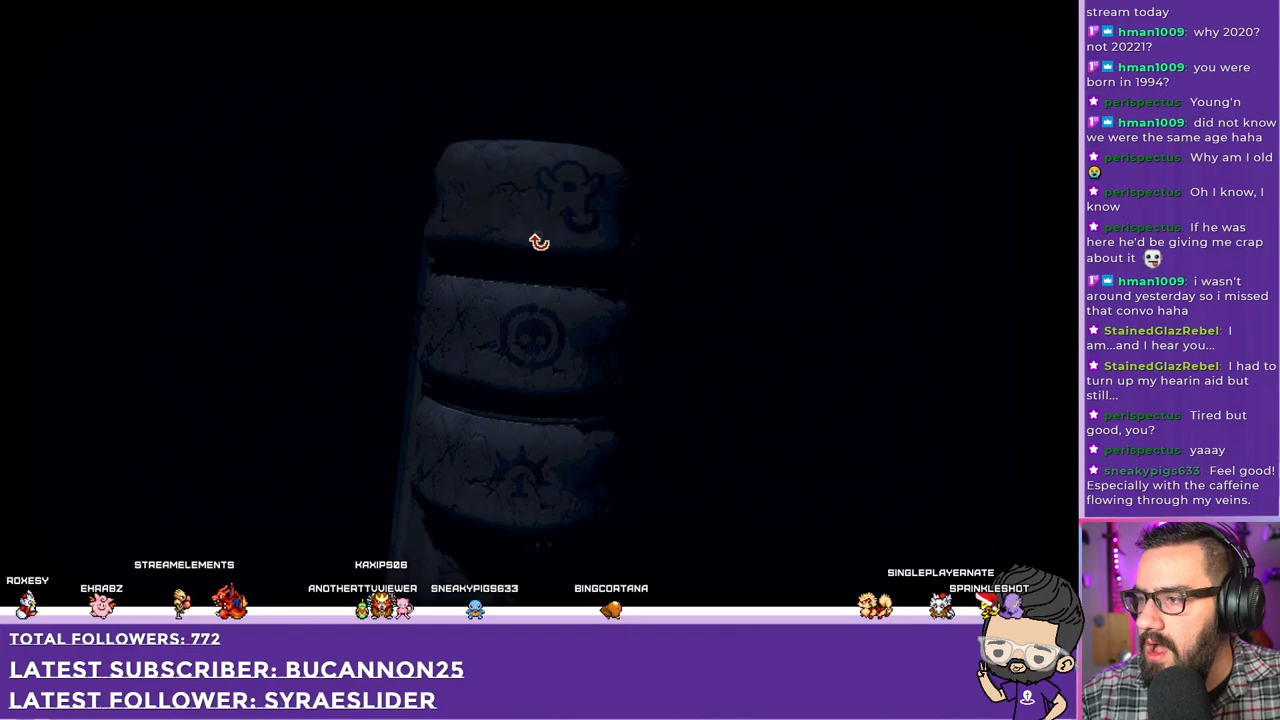 stream today
hman1009: why 2020?
not 20221?
hman1009: you were
born in 1994?
perispectus Young'n
hman1009: did not know
we were the same age haha
perispectus Why am I old
perispectus Oh I know, I
know
perispectus If he was
here he'd be giving me crap
about it
hman1009: i wasn't
around yesterday so i missed
that convo haha
StainedGlazRebel: I
am...and I hear you...
StainedGlazRebel: I had to
turn up my hearin aid but
still...
perispectus Tired but
good, you?
perispectus yaaay
sneakypigs633 Feel good!
Especially with the caffeine
flowing through my veins.
1
ROXESY
EHRABZ
STREAMELEMENTS
KAXIPS06
ANOTHERTTVVIEWER
SNEAKYPIGS633
BINGCORTANA
SINGLEPLAYERNATE
SPRINKLESHOT
TOTAL FOLLOWERS: 772
LATEST SUBSCRIBER: BUCANNON25
LATEST FOLLOWER: SYRAESLIDER